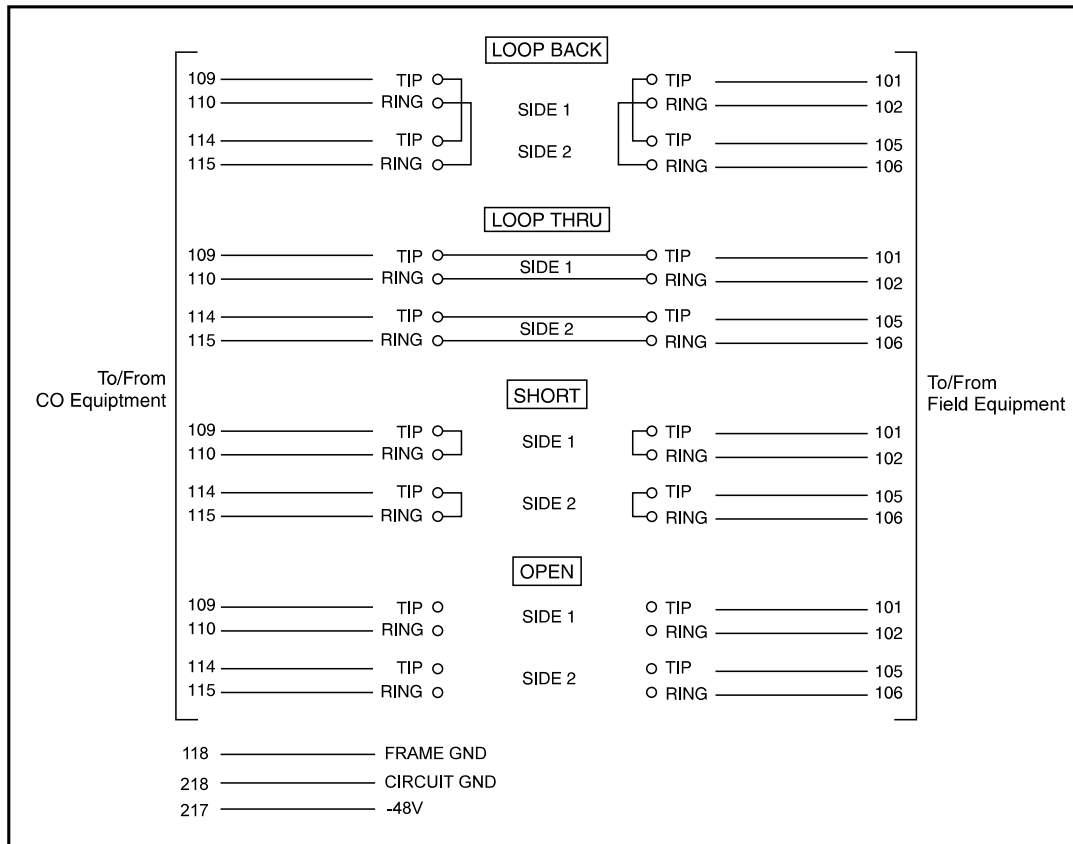 LOOP BACK
109 TIP TIP 101
110 RING SIDE 1 RING 102
114 TIP SIDE 2 TIP 105
115 RING RING 106
LOOP THRU
109 TIP TIP 101
110 RING SIDE 1 RING 102
114 TIP TIP 105
115 RING SIDE 2 RING 106
To/From
CO Equiptment
To/From
Field Equipment
SHORT
109 TIP SIDE 1 TIP 101
110 RING RING 102
114 TIP SIDE 2 TIP 105
115 RING RING 106
OPEN
109 TIP SIDE 1 TIP 101
110 RING RING 102
114 TIP SIDE 2 TIP 105
115 RING RING 106
118 FRAME GND
218 CIRCUIT GND
217 -48V